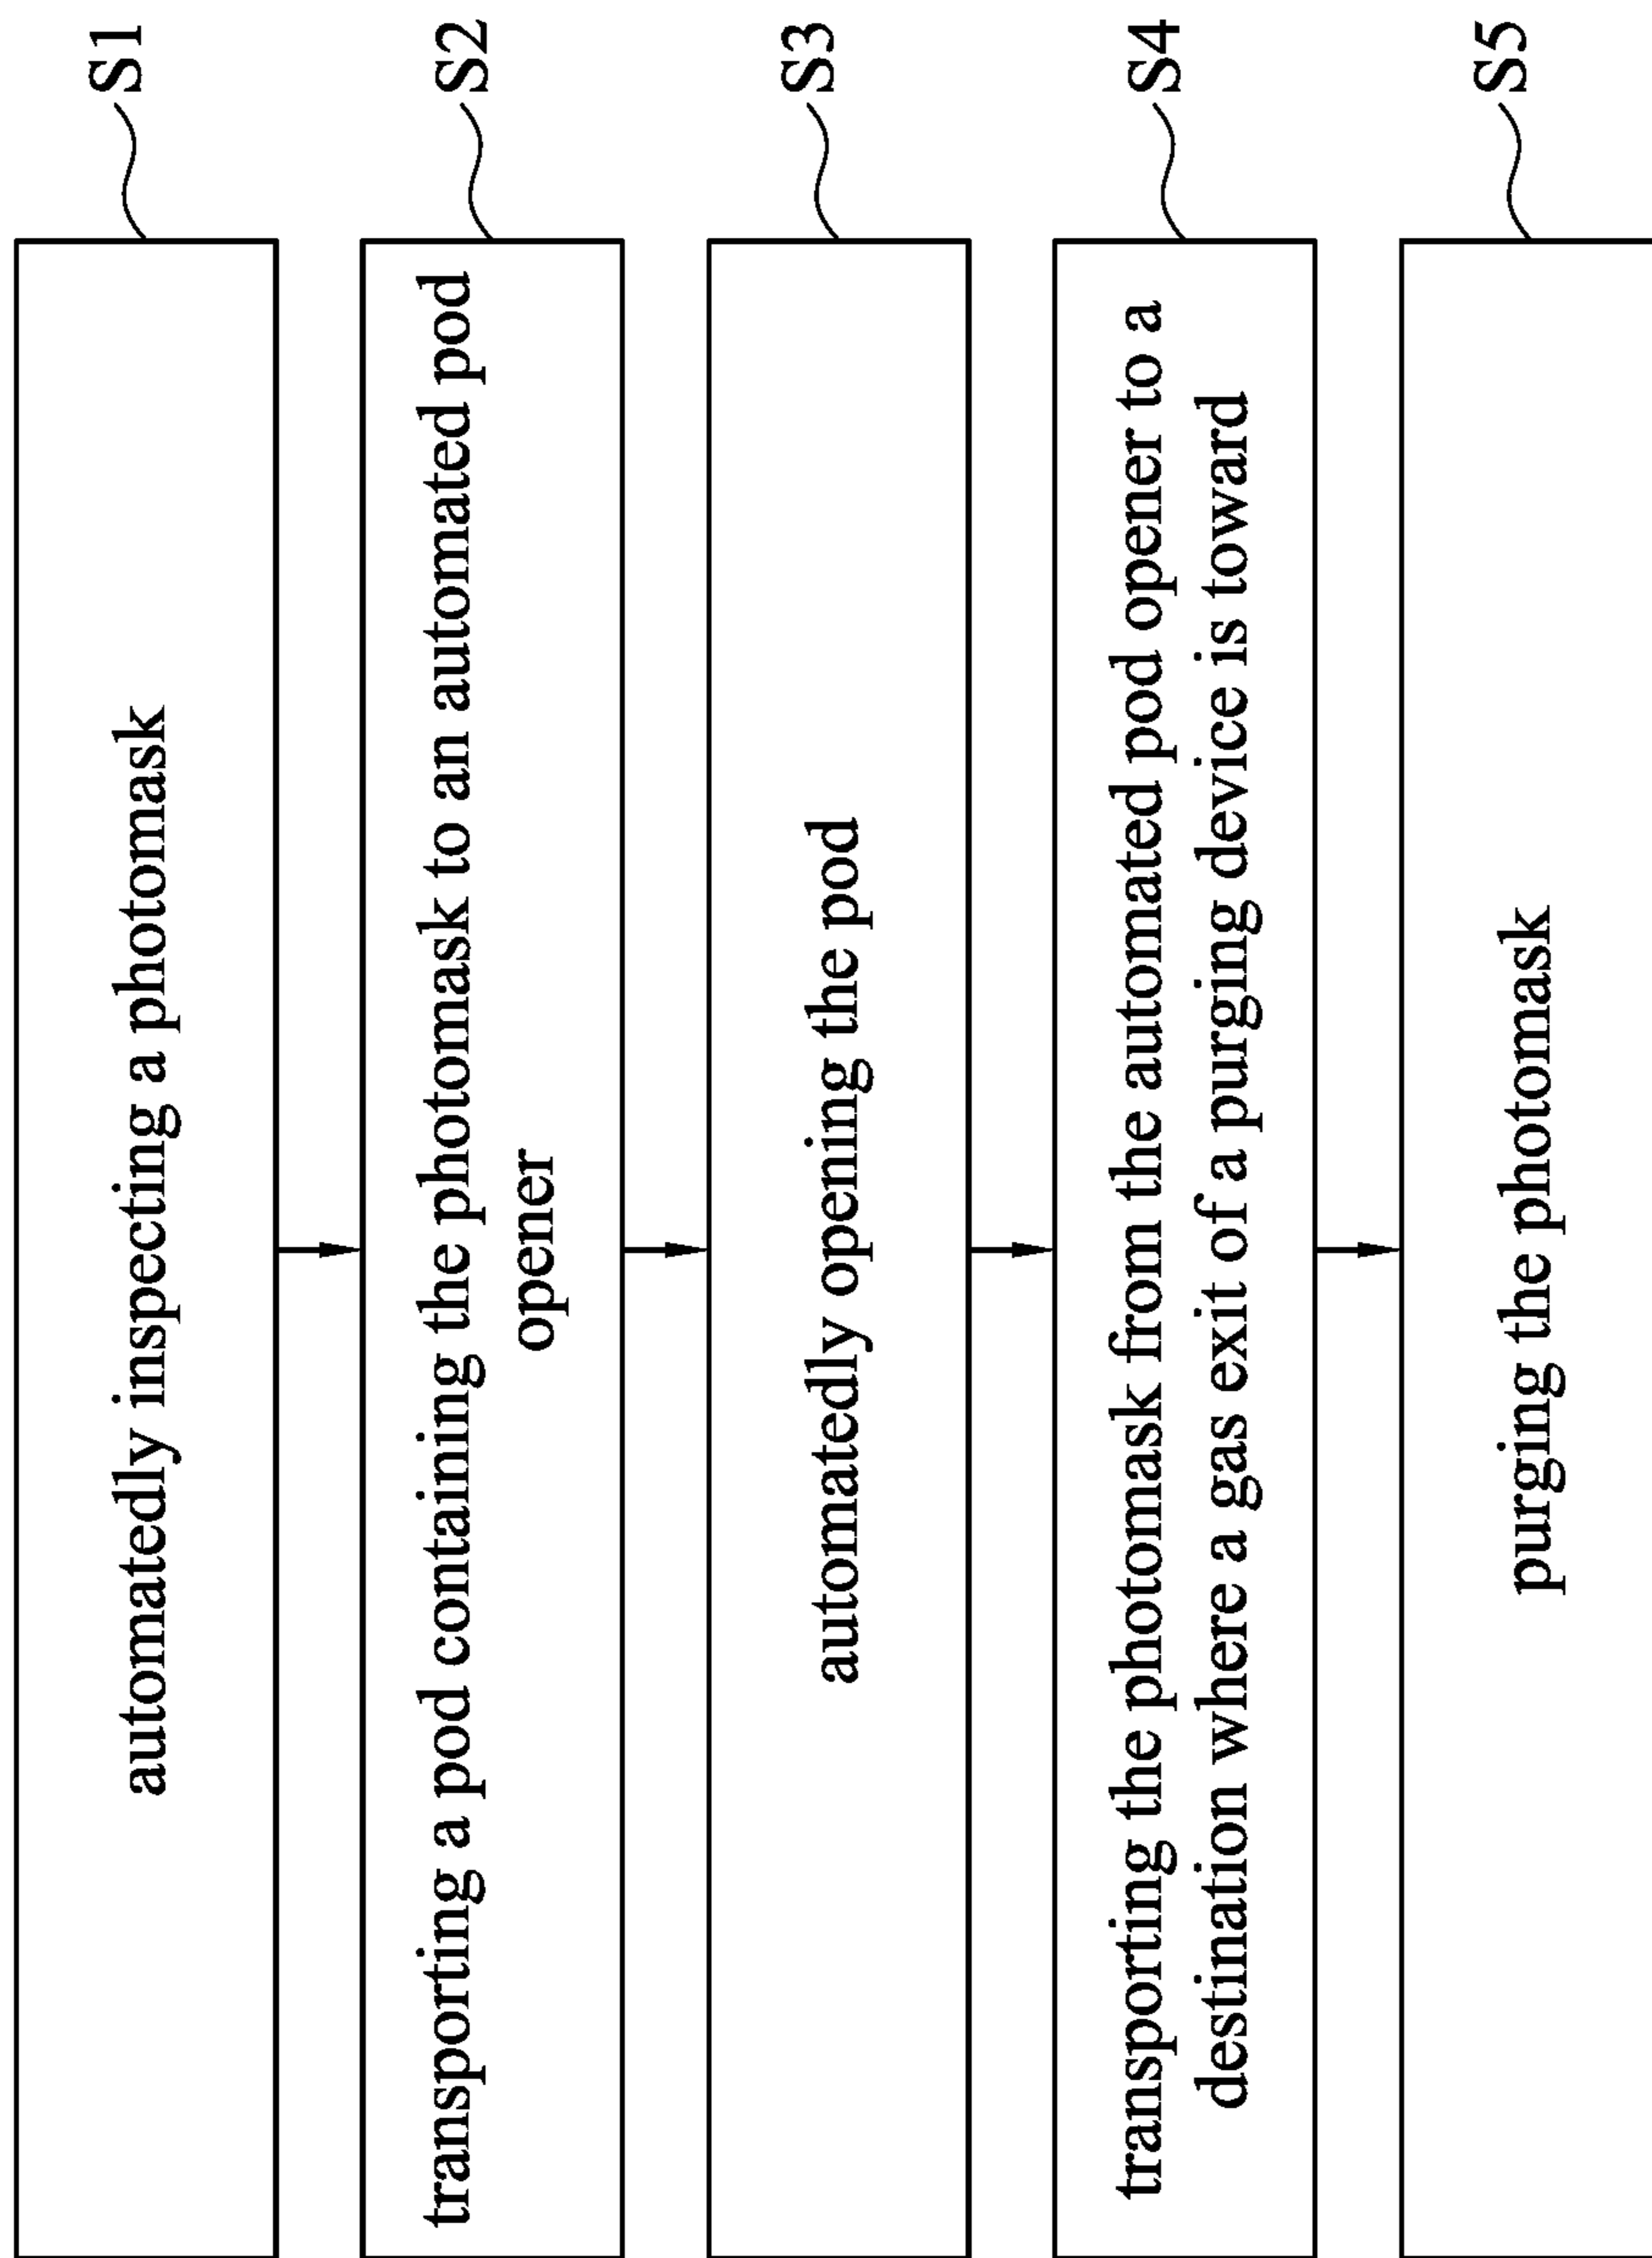 automatedly inspecting a photomask
S1
transporting a pod containing the photomask to an automated pod
opener
S2
automatedly opening the pod
S3
transporting the photomask from the automated pod opener to a
destination where a gas exit of a purging device is toward
S4
purging the photomask
S5